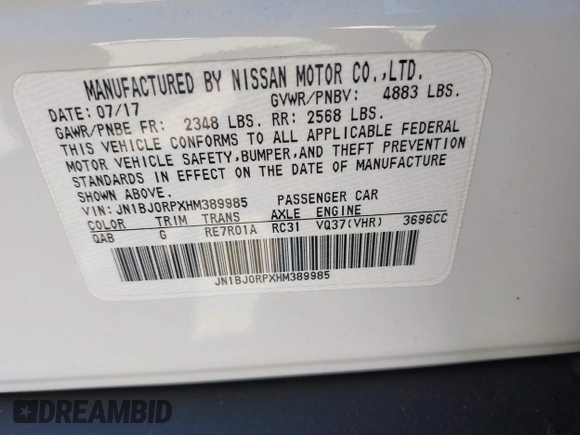 MANUFACTURED BY NISSAN MOTOR CO.,LTD.
DATE: 07/17 GVWR/PNBV: 4883 LBS.
GAWR/PNBE FR: 2348 LBS. RR: 2568 LBS.
THIS VEHICLE CONFORMS TO ALL APPLICABLE FEDERAL
MOTOR VEHICLE SAFETY,BUMPER,AND THEFT PREVENTION
STANDARDS IN EFFECT ON THE DATE OF MANUFACTURE
SHOWN ABOVE.
VIN: JN1BJ0RPXHM389985 PASSENGER CAR
COLOR TRIM TRANS AXLE ENGINE
QAB G RE7R01A RC31 VQ37(VHR) 3696CC
JN1BJ0RPXHM389985
DREAMBID